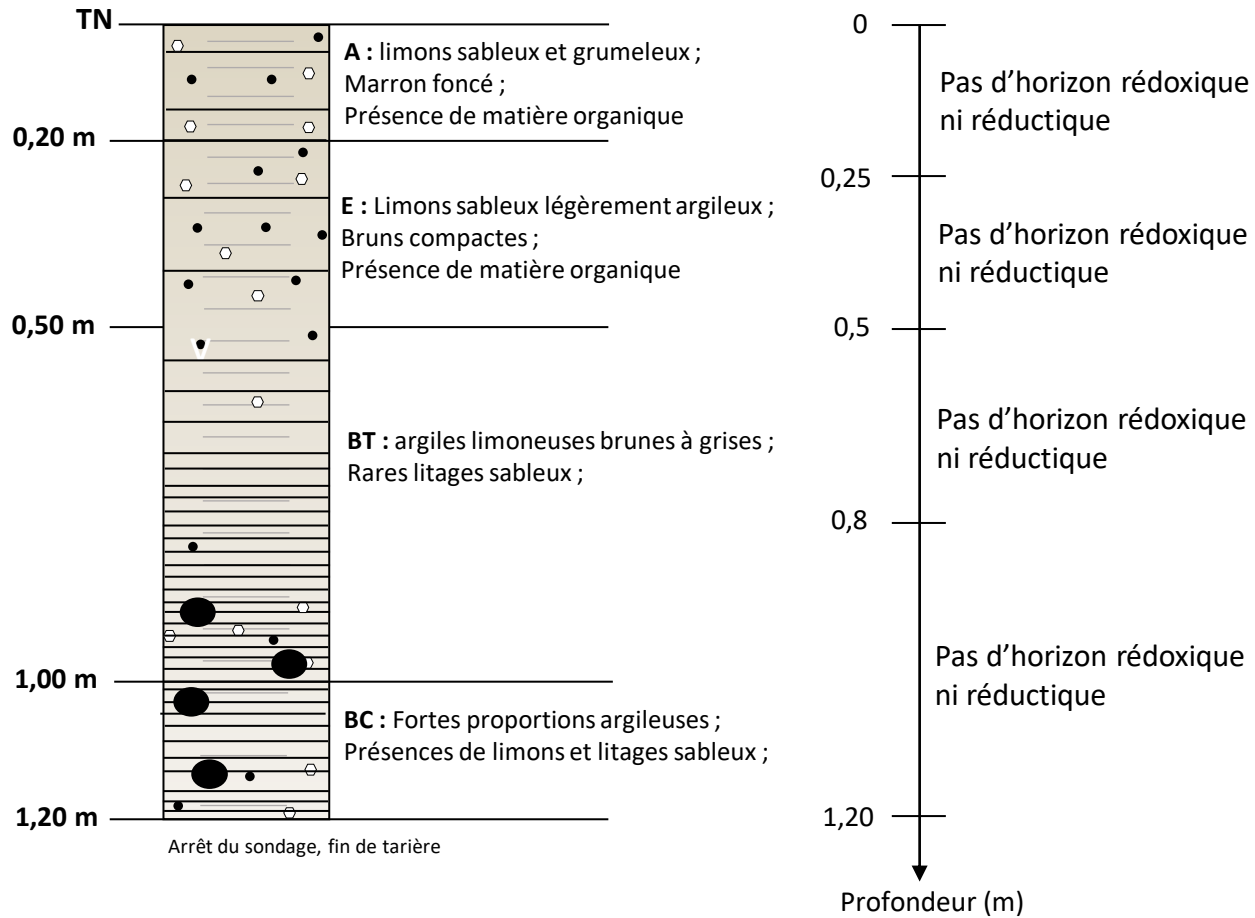 TN
A : limons sableux et grumeleux ;
Marron foncé ;
Présence de matière organique
0,20 m
E : Limons sableux légèrement argileux ;
Bruns compactes ;
Présence de matière organique
0,50 m
BT : argiles limoneuses brunes à grises ;
Rares litages sableux ;
1,00 m
BC : Fortes proportions argileuses ;
Présences de limons et litages sableux ;
1,20 m
Arrêt du sondage, fin de tarière
0
Pas d’horizon rédoxique
ni réductique
0,25
Pas d’horizon rédoxique
ni réductique
0,5
Pas d’horizon rédoxique
ni réductique
0,8
Pas d’horizon rédoxique
ni réductique
1,20
Profondeur (m)